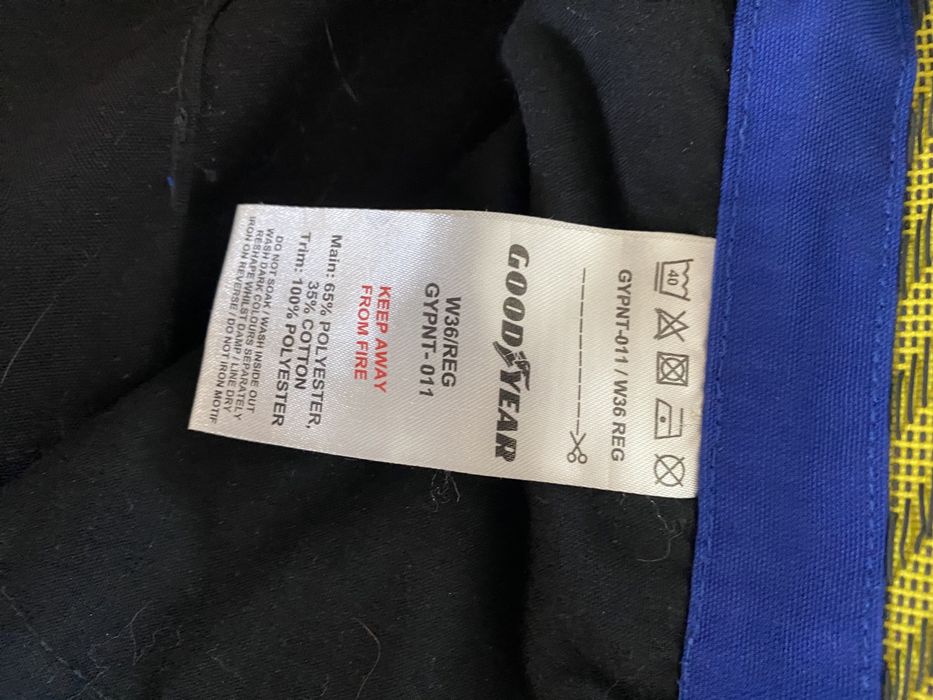 40
GYPNT-011 / W36 REG
GOODYEAR
W36/REG
GYPNT- 011
KEEP AWAY
FROM FIRE
Main: 65% POLYESTER,
35% COTTON
Trim: 100% POLYESTER
DO NOT SOAK / WASH INSIDE OUT
WASH DARK COLOURS SEPARATELY
RESHAPE WHILST DAMP / LINE DRY
IRON ON REVERSE / DO NOT IRON MOTIF